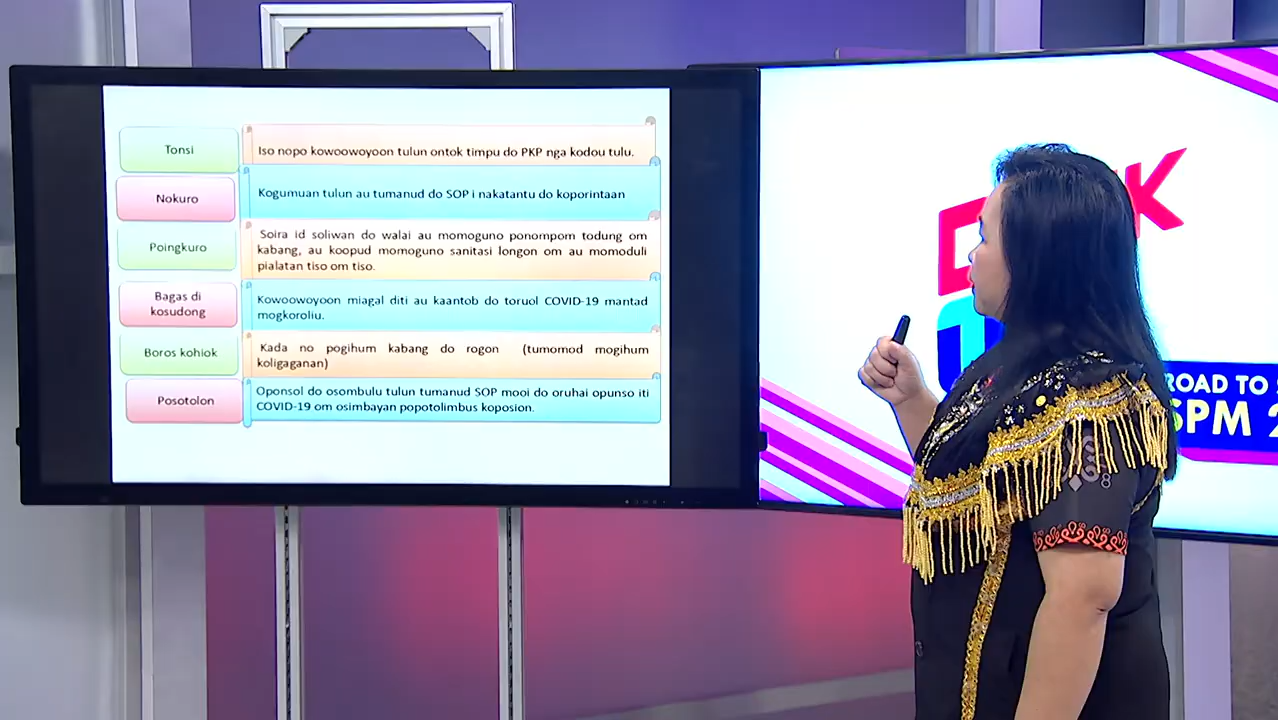 Tonsi
Iso nopo kowoowoyoon tulun ontok timpu do PKP nga kodou tulu.
Nokuro
Kogumuan tulun au tumanud do SOP i nakatantu do koporintaan
Poingkuro
Soira id soliwan do walai au momoguno ponompom todung om
kabang, au koopud momoguno sanitasi longon om au momoduli
pialatan tiso om tiso.
Bagas di
kosudong
Kowoowoyoon miagal diti au kaantob do toruol COVID-19 mantad
mogkoroliu.
Boros kohiok
Kada no pogihum kabang do rogon (tumomod mogihum
koligaganan)
Posotolon
Oponsol do osombulu tulun tumanud SOP mooi do oruhai opunso iti
COVID-19 om osimbayan popotolimbus koposion.
K
ROAD TO
SPM 2